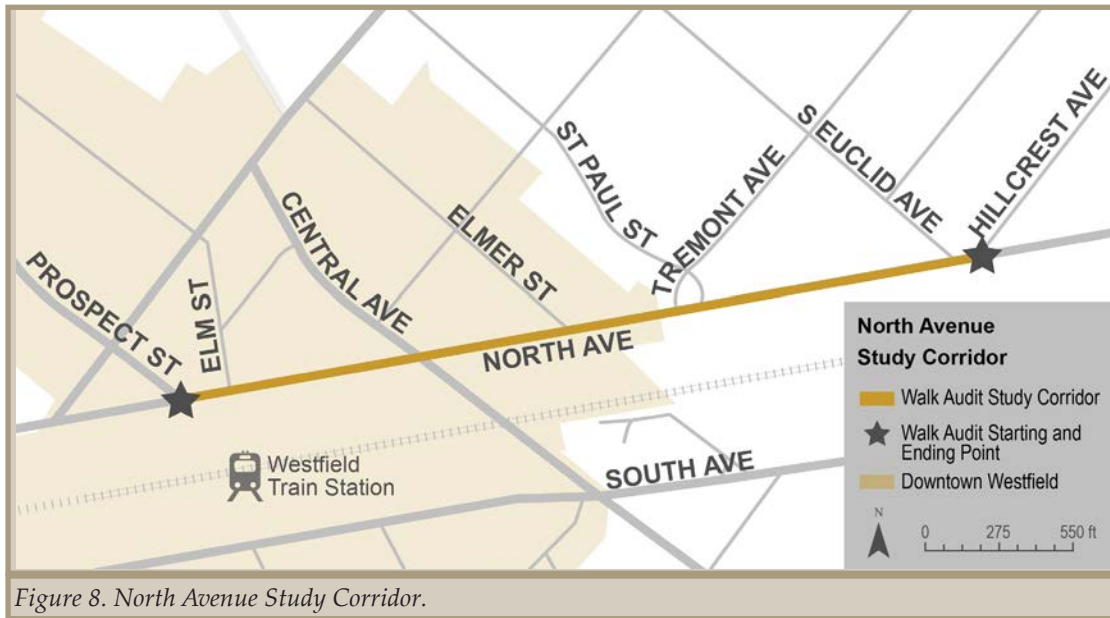 PROSPECT ST
ELM ST
CENTRAL AVE
ELMER ST
ST PAUL ST
TREMONT AVE
S EUCLID AVE
HILLCREST AVE
NORTH AVE
SOUTH AVE
Westfield
Train Station
North Avenue
Study Corridor
Walk Audit Study Corridor
Walk Audit Starting and
Ending Point
Downtown Westfield
N
0 275 550 ft
Figure 8. North Avenue Study Corridor.